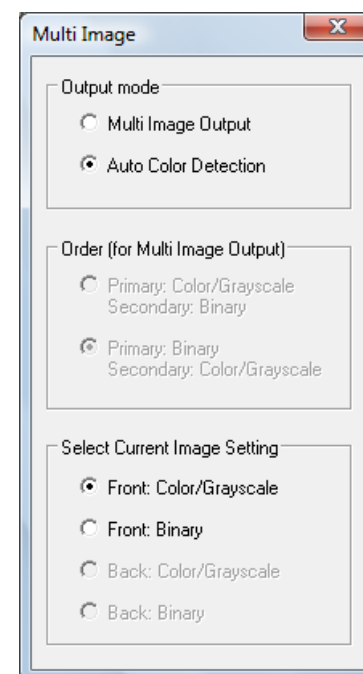 Multi Image
Output mode
Multi Image Output
Auto Color Detection
Order (for Multi Image Output)
Primary: Color/Grayscale
Secondary: Binary
Primary: Binary
Secondary: Color/Grayscale
Select Current Image Setting
Front: Color/Grayscale
Front: Binary
Back: Color/Grayscale
Back: Binary